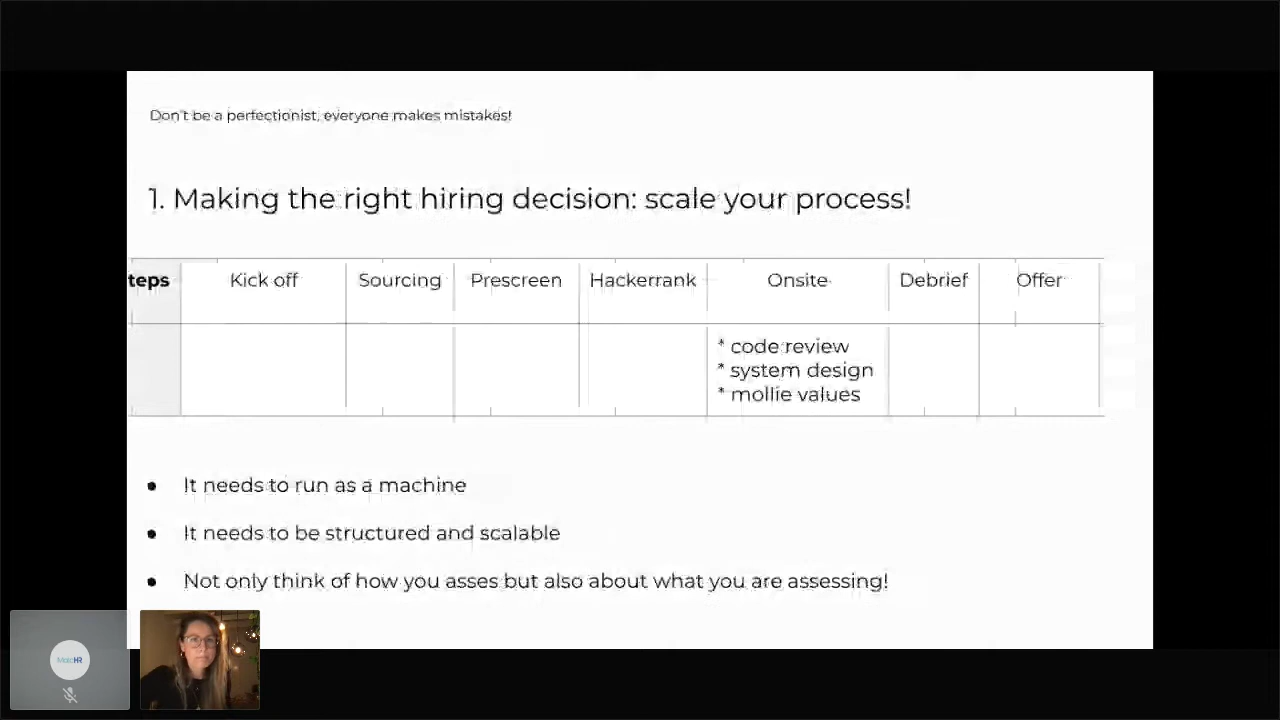 Don't be a perfectionist, everyone makes mistakes!
1. Making the right hiring decision: scale your process!
teps Kick off Sourcing Prescreen Hackerrank Onsite Debrief Offer
* code review
* system design
* mollie values
● It needs to run as a machine
● It needs to be structured and scalable
● Not only think of how you asses but also about what you are assessing!